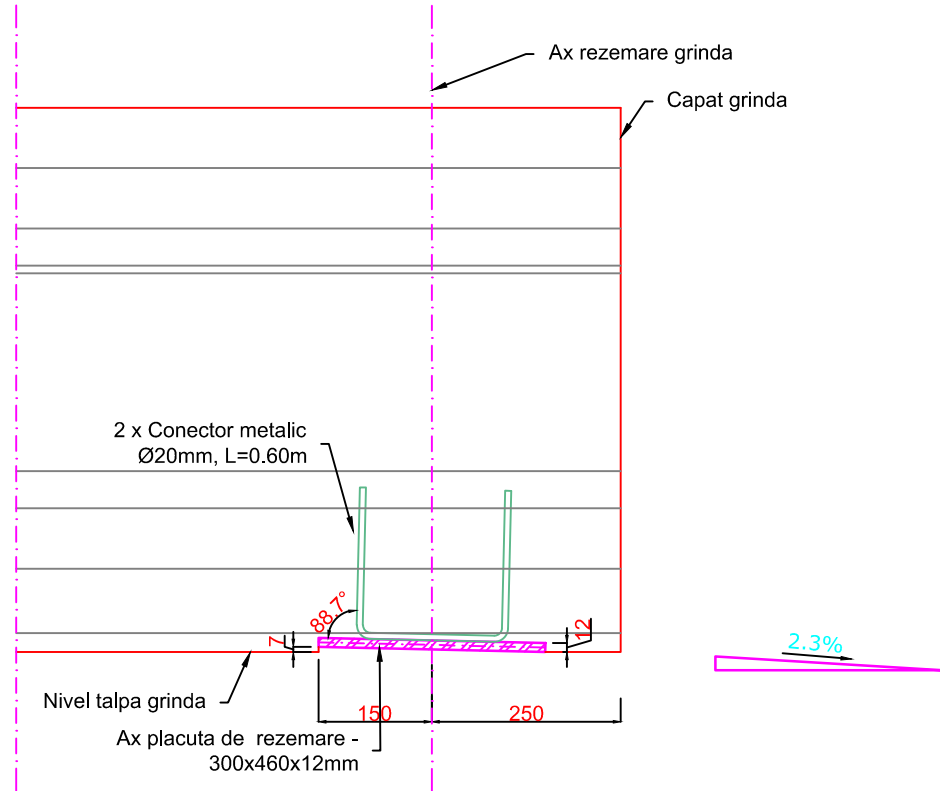 Ax rezemare grinda
Capat grinda
2 x Conector metalic
Ø20mm, L=0.60m
88.7°
7
12
2.3%
Nivel talpa grinda
150
250
Ax placuta de rezemare -
300x460x12mm